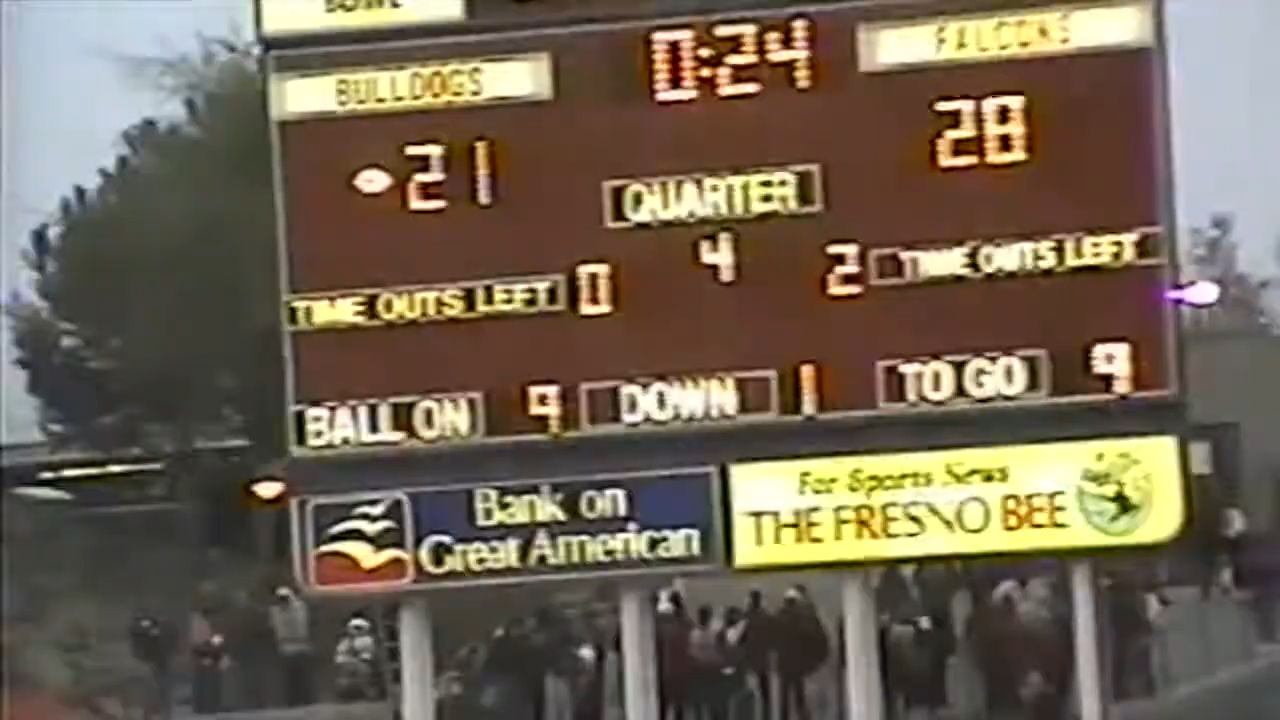 BOWL
BULLDOGS
0:24
FALCONS
21
28
QUARTER
4
TIME OUTS LEFT 0
2 TIME OUTS LEFT
BALL ON 9
DOWN 1
TO GO 9
Bank on
Great American
For Sports News
THE FRESNO BEE